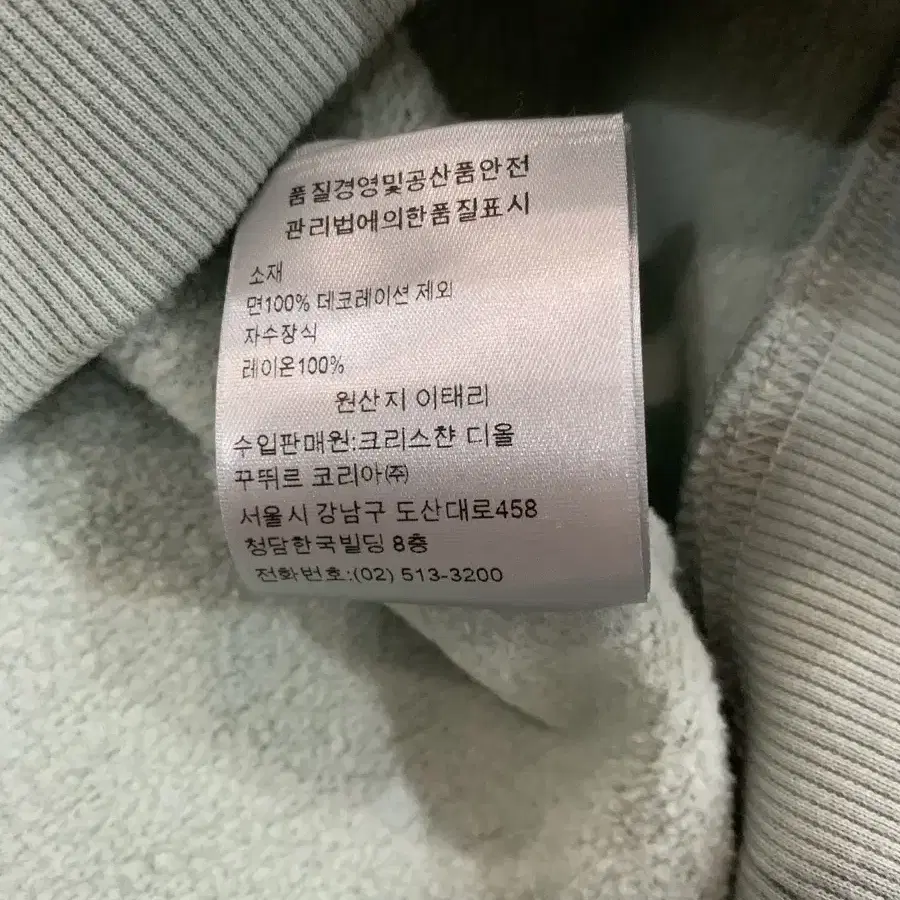 품질경영및공산품안전
관리법에의한품질표시
소재
면100% 데코레이션 제외
자수장식
레이온100%
원산지 이태리
수입판매원:크리스챤 디올
꾸뛰르 코리아㈜
서울시 강남구 도산대로458
청담한국빌딩 8층
전화번호:(02) 513-3200